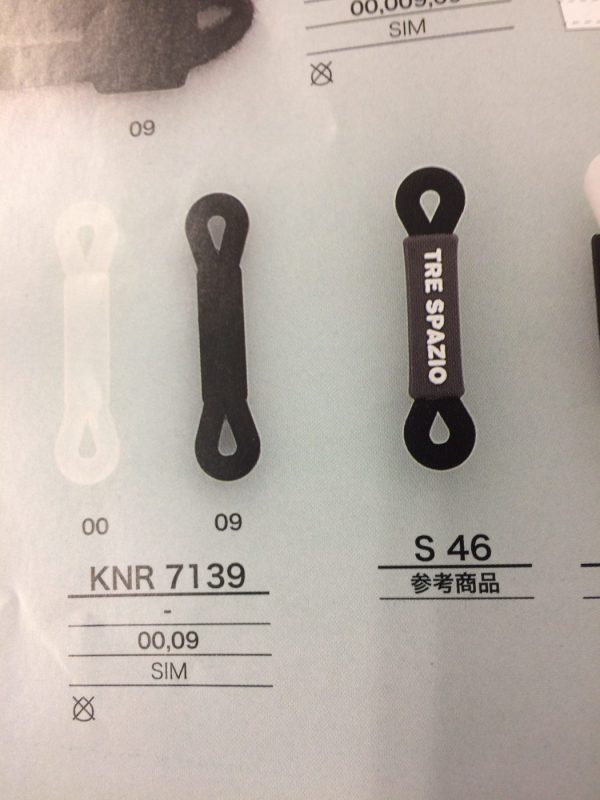 SIM
09
TRE SPAZIO
00
09
KNR 7139
-
00,09
SIM
S 46
参考商品